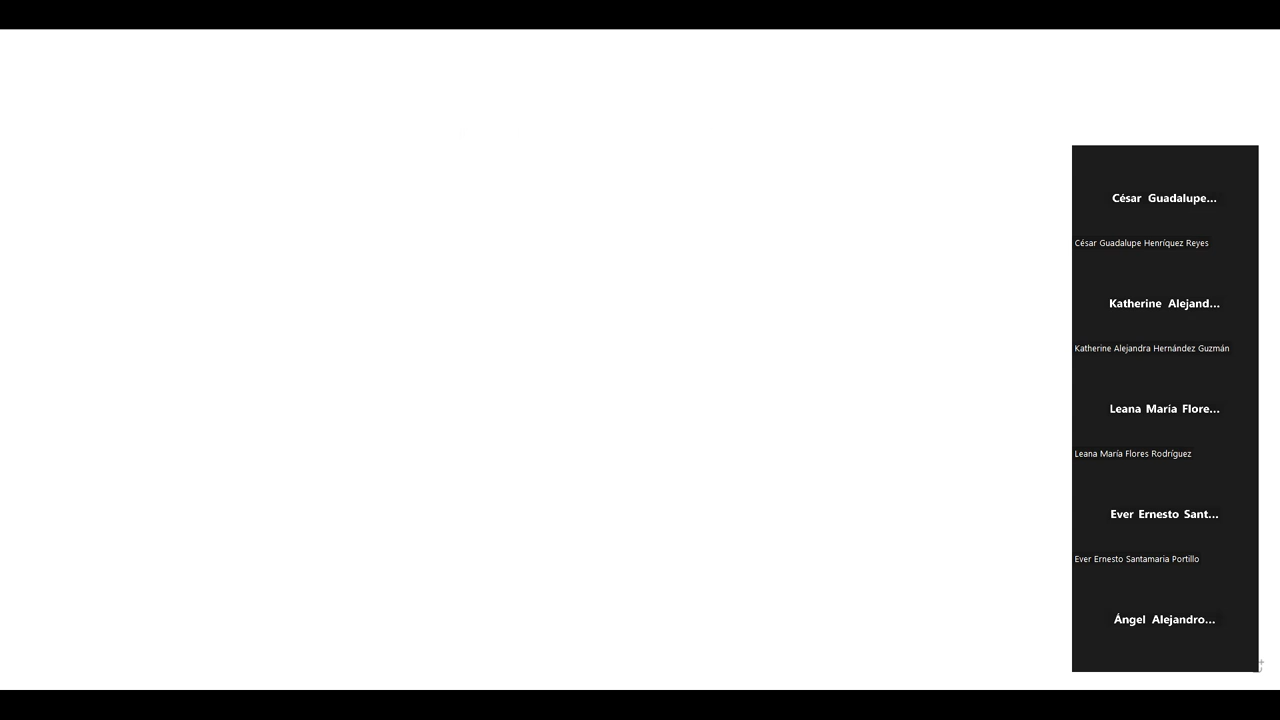 César Guadalupe...
César Guadalupe Henríquez Reyes
Katherine Alejand...
Katherine Alejandra Hernández Guzmán
Leana María Flore...
Leana María Flores Rodríguez
Ever Ernesto Sant...
Ever Ernesto Santamaria Portillo
Ángel Alejandro...